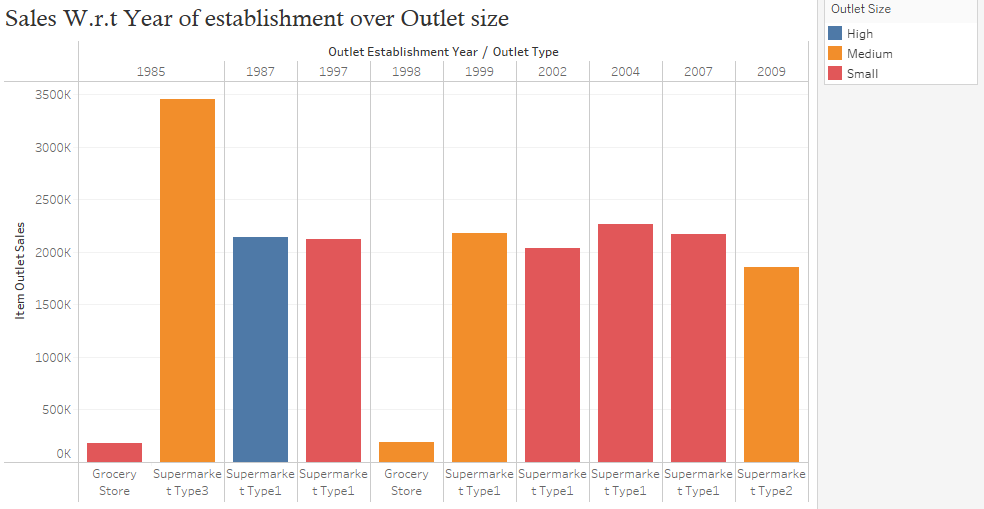 Sales W.r.t Year of establishment over Outlet size
Outlet Size
High
Medium
Small
Outlet Establishment Year / Outlet Type
1985 1987 1997 1998 1999 2002 2004 2007 2009
Item Outlet Sales
3500K
3000K
2500K
2000K
1500K
1000K
500K
0K
Grocery Supermarke Supermarke Supermarke Grocery Supermarke Supermarke Supermarke Supermarke Supermarke
Store t Type3 t Type1 t Type1 Store t Type1 t Type1 t Type1 t Type1 t Type2